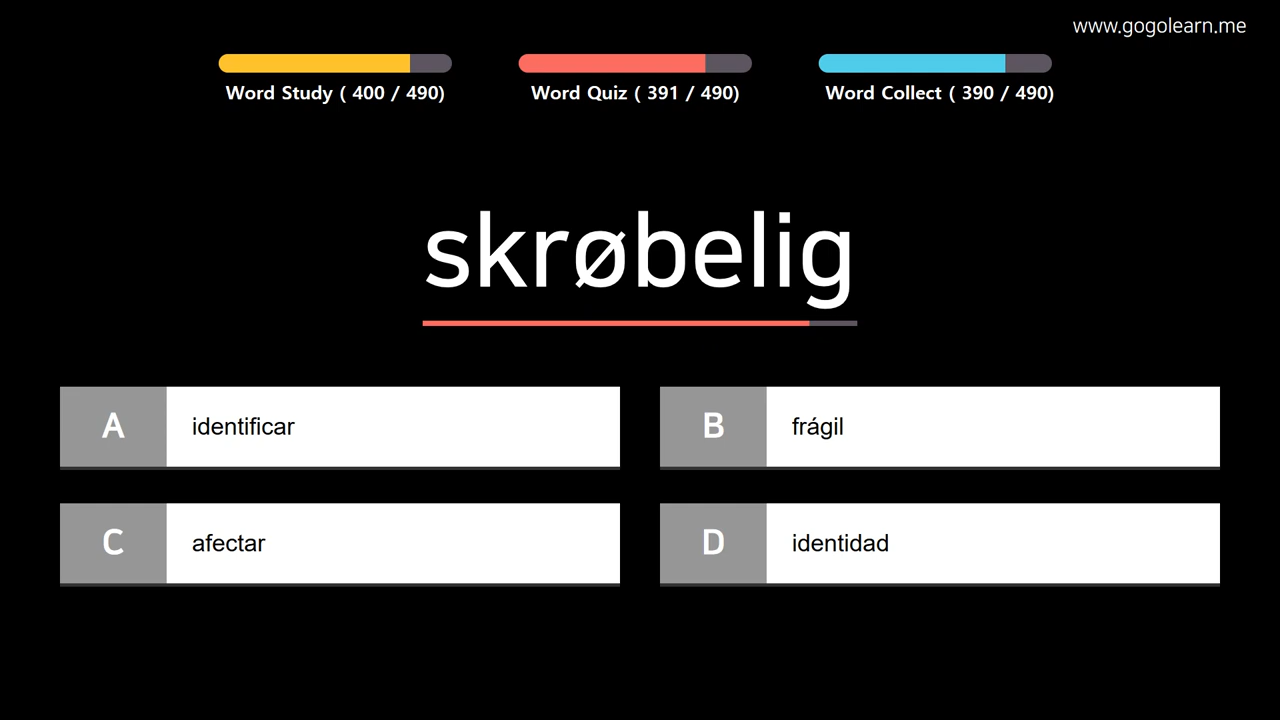 www.gogolearn.me
Word Study ( 400 / 490)
Word Quiz ( 391 / 490)
Word Collect ( 390 / 490)
skrøbelig
A identificar
B frágil
C afectar
D identidad